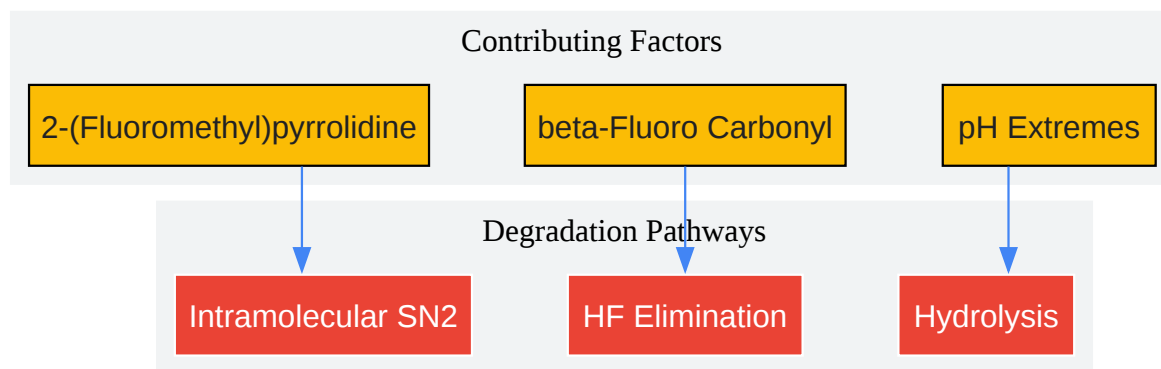 Contributing Factors
2-(Fluoromethyl)pyrrolidine
beta-Fluoro Carbonyl
pH Extremes
Degradation Pathways
Intramolecular SN2
HF Elimination
Hydrolysis